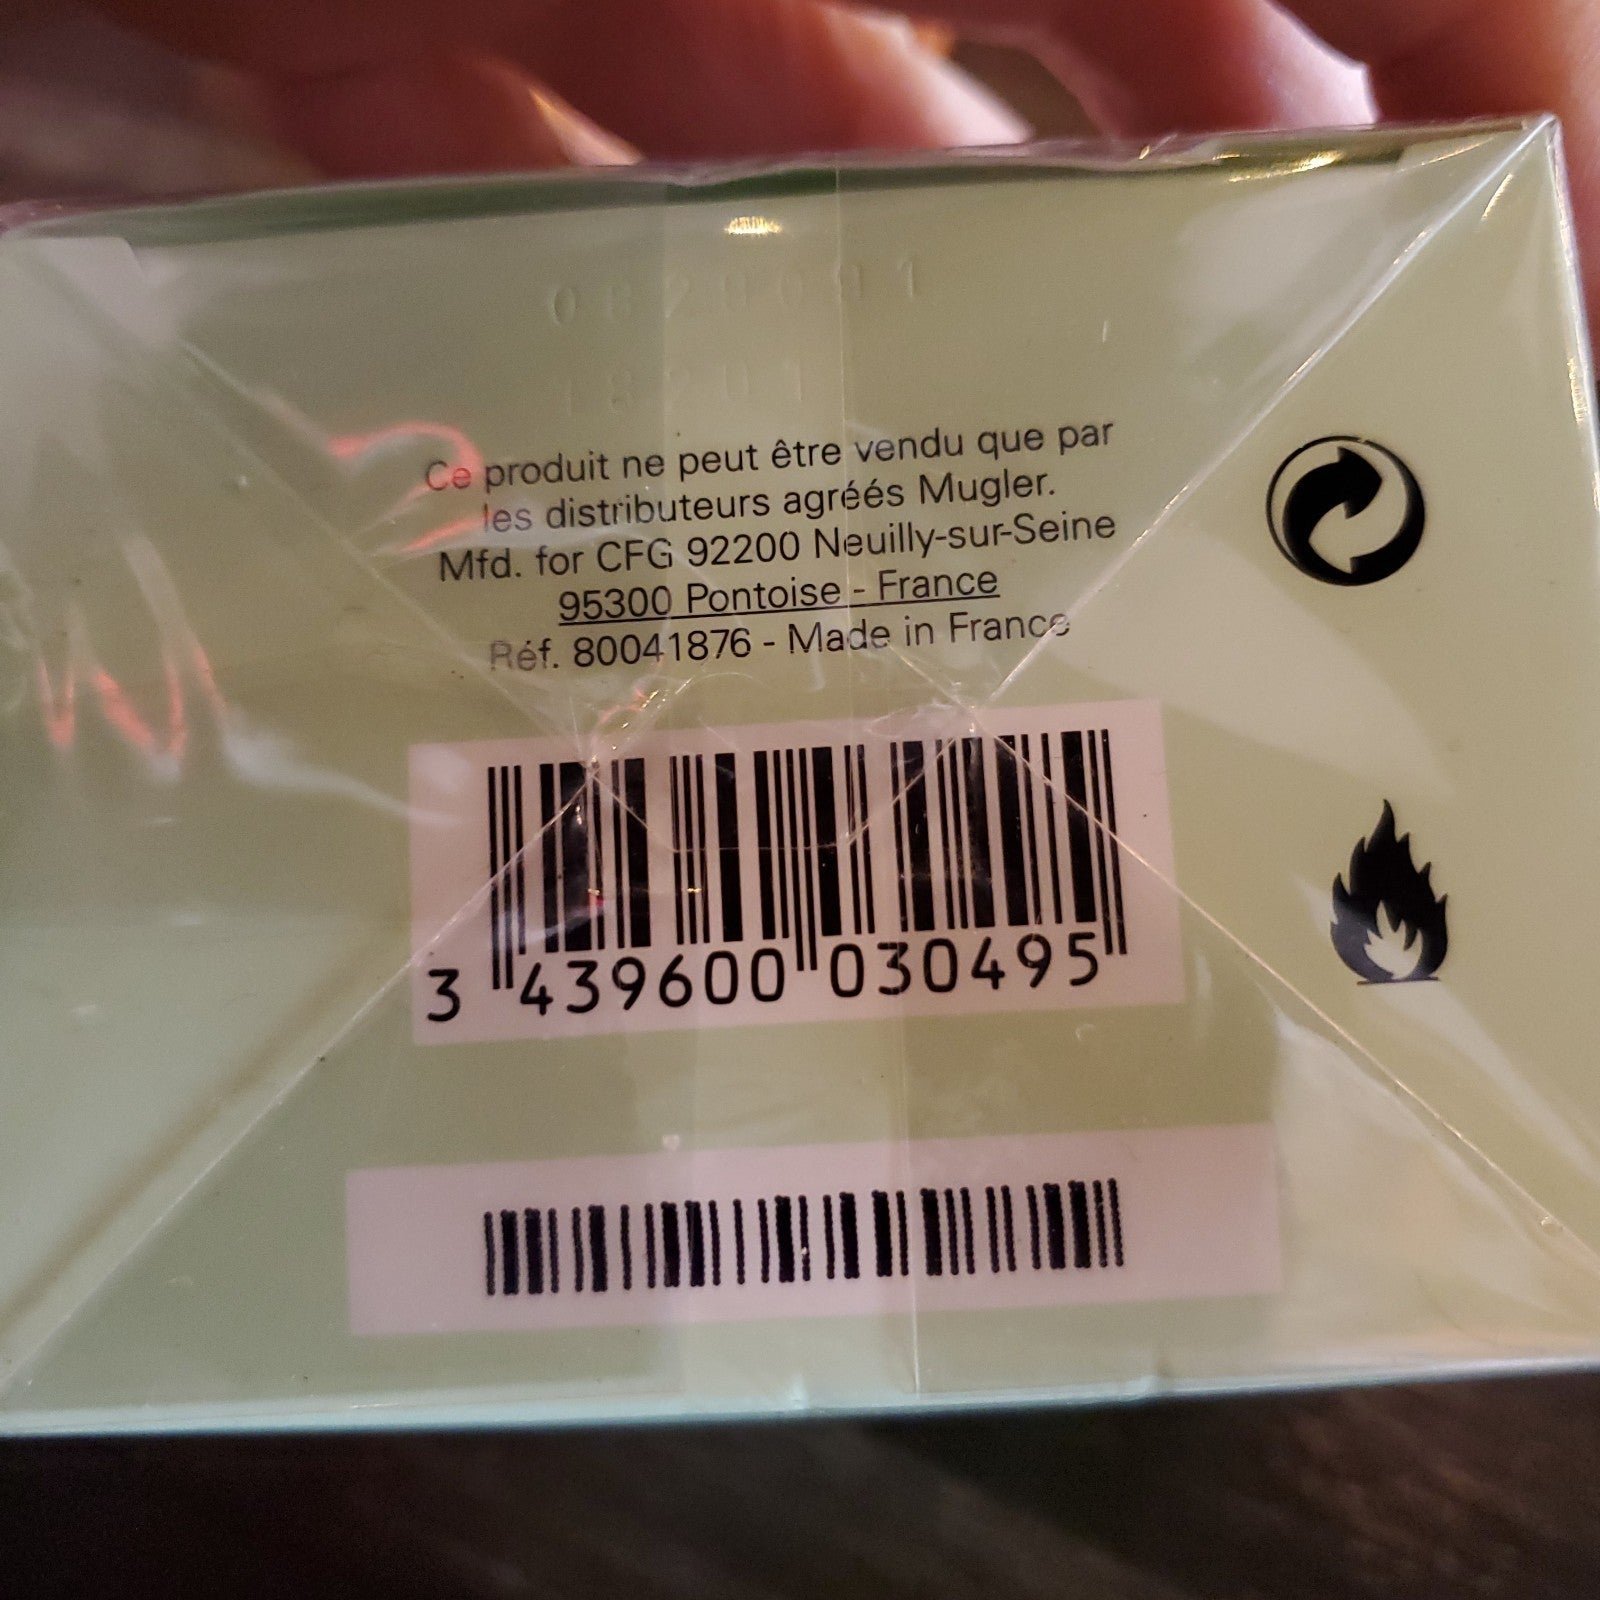 Ce produit ne peut être vendu que par
les distributeurs agréés Mugler.
Mfd. for CFG 92200 Neuilly-sur-Seine
95300 Pontoise - France
Réf. 80041876 - Made in France
3 439600 030495